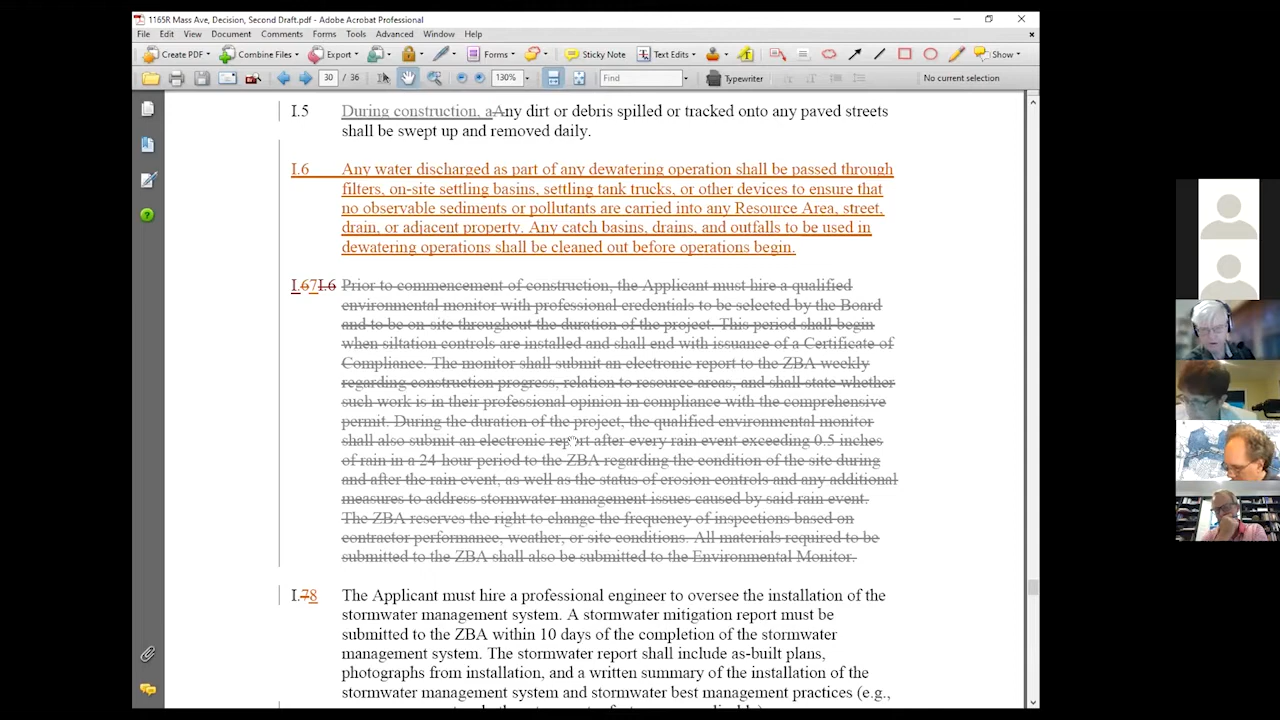 1165R Mass Ave, Decision, Second Draft.pdf - Adobe Acrobat Professional
File Edit View Document Comments Forms Tools Advanced Window Help
Create PDF Combine Files Export Forms Sticky Note Text Edits Show
30 / 36 130% Find Typewriter No current selection
I.5 During construction, aAny dirt or debris spilled or tracked onto any paved streets
shall be swept up and removed daily.
I.6 Any water discharged as part of any dewatering operation shall be passed through
filters, on-site settling basins, settling tank trucks, or other devices to ensure that
no observable sediments or pollutants are carried into any Resource Area, street,
drain, or adjacent property. Any catch basins, drains, and outfalls to be used in
dewatering operations shall be cleaned out before operations begin.
I.67I.6 Prior to commencement of construction, the Applicant must hire a qualified
environmental monitor with professional credentials to be selected by the Board
and to be on-site throughout the duration of the project. This period shall begin
when siltation controls are installed and shall end with issuance of a Certificate of
Compliance. The monitor shall submit an electronic report to the ZBA weekly
regarding construction progress, relation to resource areas, and shall state whether
such work is in their professional opinion in compliance with the comprehensive
permit. During the duration of the project, the qualified environmental monitor
shall also submit an electronic report after every rain event exceeding 0.5 inches
of rain in a 24-hour period to the ZBA regarding the condition of the site during
and after the rain event, as well as the status of erosion controls and any additional
measures to address stormwater management issues caused by said rain event.
The ZBA reserves the right to change the frequency of inspections based on
contractor performance, weather, or site conditions. All materials required to be
submitted to the ZBA shall also be submitted to the Environmental Monitor.
I.78 The Applicant must hire a professional engineer to oversee the installation of the
stormwater management system. A stormwater mitigation report must be
submitted to the ZBA within 10 days of the completion of the stormwater
management system. The stormwater report shall include as-built plans,
photographs from installation, and a written summary of the installation of the
stormwater management system and stormwater best management practices (e.g.,